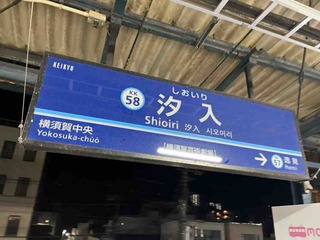 KEIKYU
しおいり
KK
58
汐入
Shioiri 汐入 시오이리
横須賀中央
Yokosuka-chūō
→ 57 逸見
Hemi